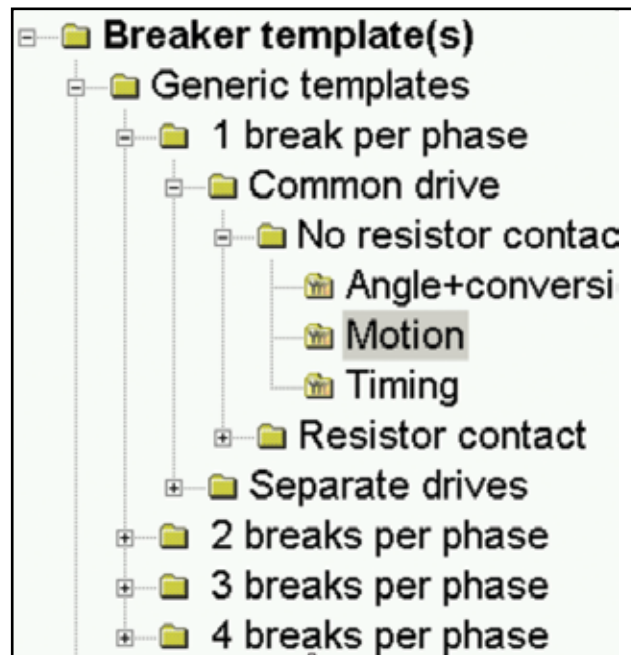 Breaker template(s)
Generic templates
1 break per phase
Common drive
No resistor contac
Angle+conversi
Motion
Timing
Resistor contact
Separate drives
2 breaks per phase
3 breaks per phase
4 breaks per phase